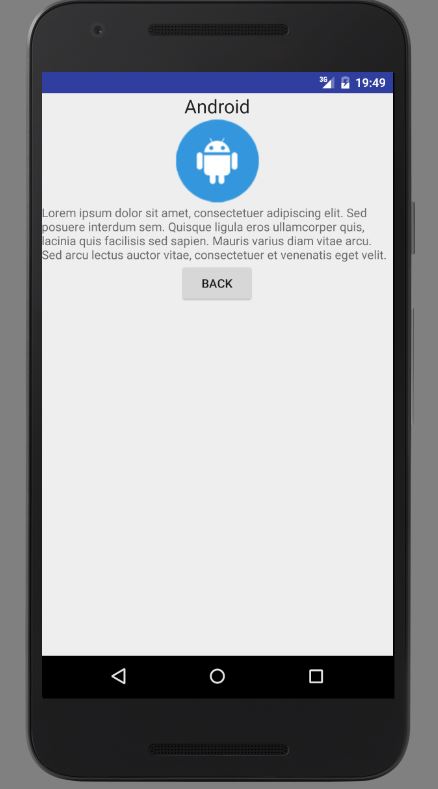 3G 19:49
Android
Lorem ipsum dolor sit amet, consectetuer adipiscing elit. Sed
posuere interdum sem. Quisque ligula eros ullamcorper quis,
lacinia quis facilisis sed sapien. Mauris varius diam vitae arcu.
Sed arcu lectus auctor vitae, consectetuer et venenatis eget velit.
BACK